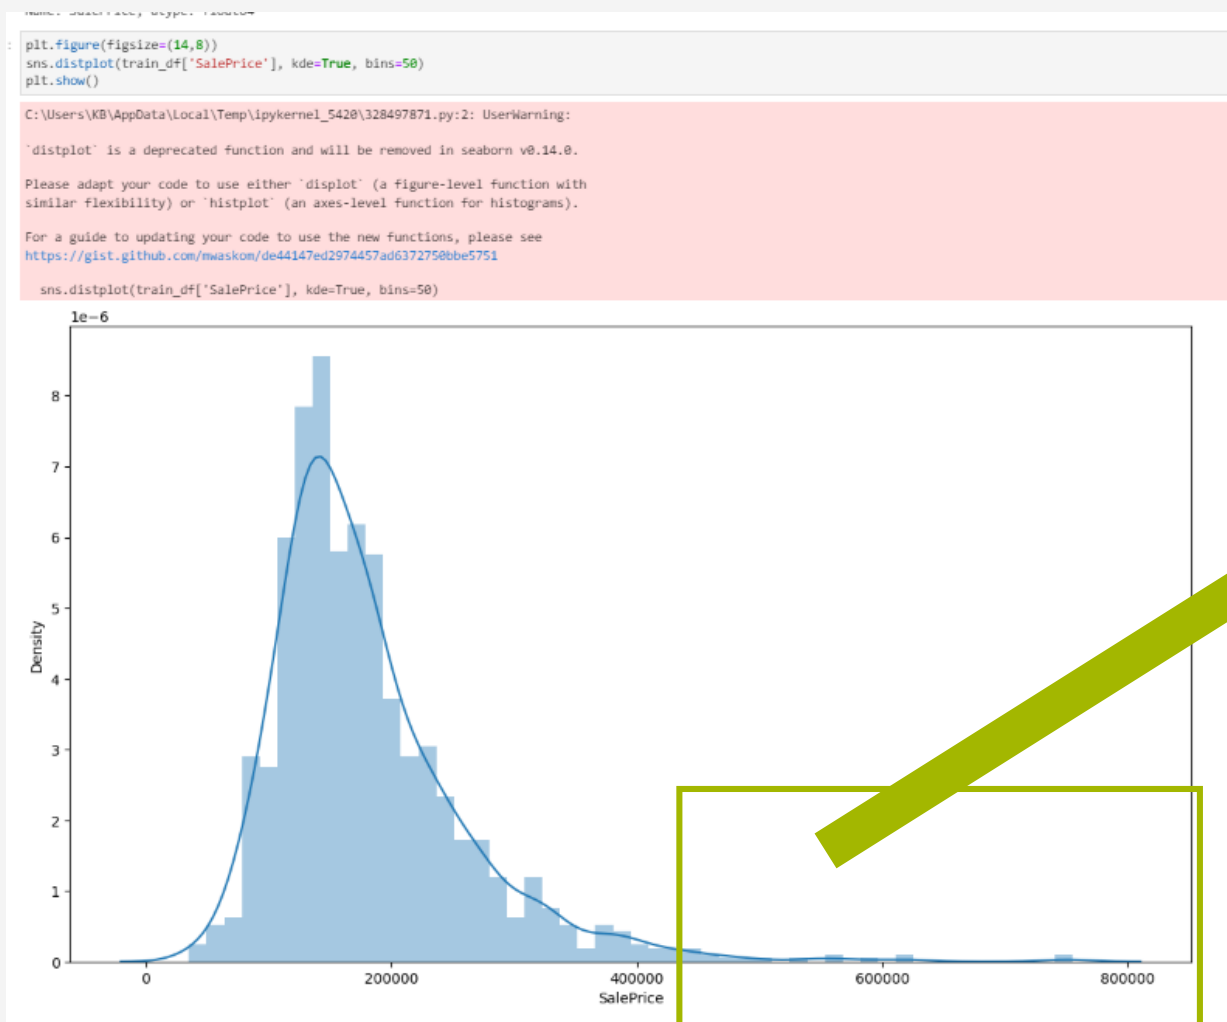 plt.figure(figsize=(14,8))
sns.distplot(train_df['SalePrice'], kde=True, bins=50)
plt.show()
C:\Users\KB\AppData\Local\Temp\ipykernel_5420\328497871.py:2: UserWarning:
`distplot` is a deprecated function and will be removed in seaborn v0.14.0.
Please adapt your code to use either `displot` (a figure-level function with
similar flexibility) or `histplot` (an axes-level function for histograms).
For a guide to updating your code to use the new functions, please see
https://gist.github.com/mwaskom/de44147ed2974457ad6372750bbe5751
sns.distplot(train_df['SalePrice'], kde=True, bins=50)
1e−6
8
7
6
5
4
3
2
1
0
Density
0 200000 400000 600000 800000
SalePrice